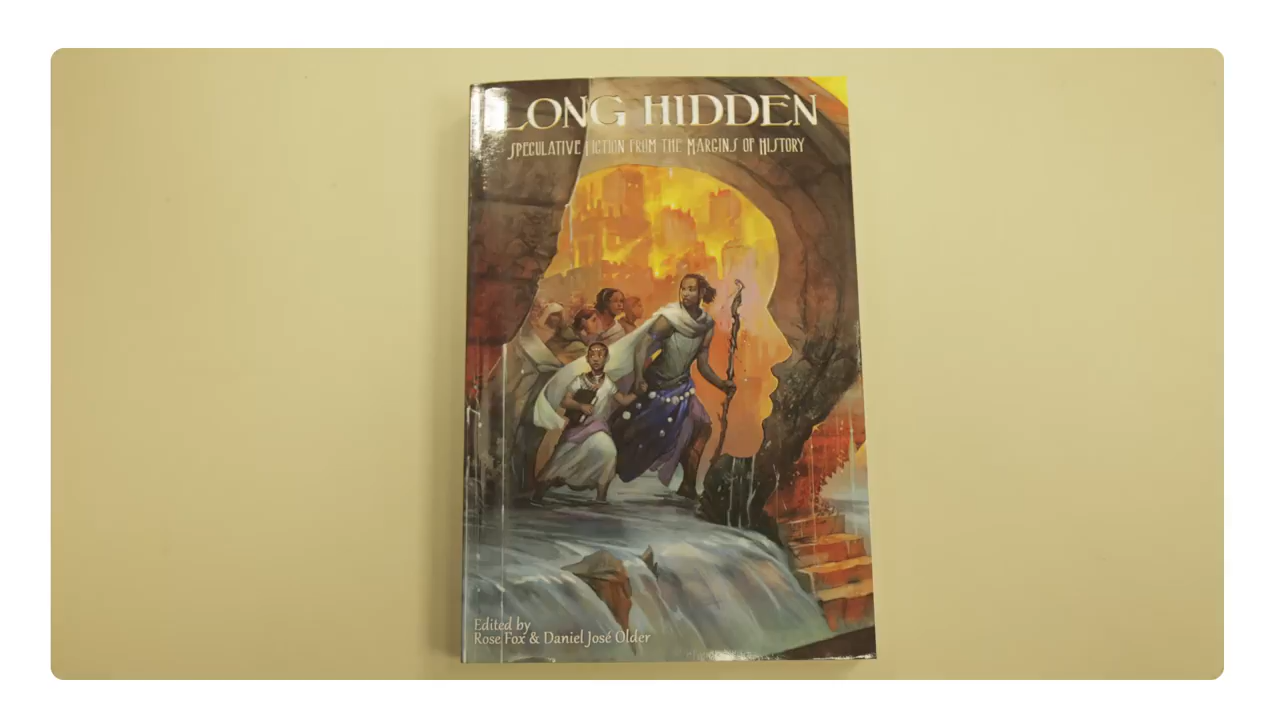 LONG HIDDEN
SPECULATIVE FICTION FROM THE MARGINS OF HISTORY
Edited by
Rose Fox & Daniel José Older